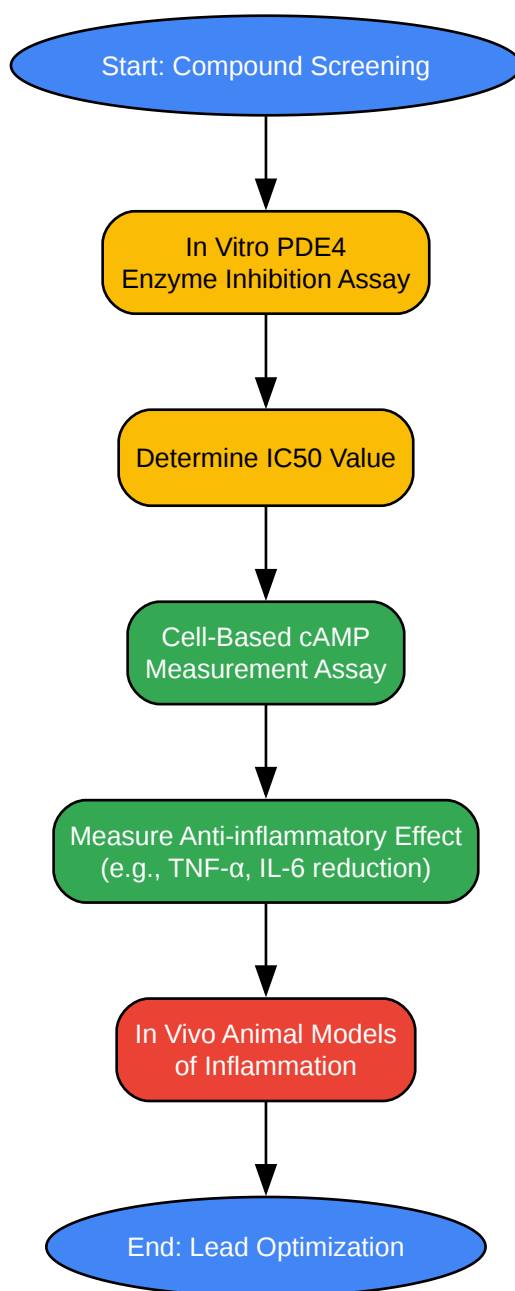 Start: Compound Screening
In Vitro PDE4
Enzyme Inhibition Assay
Determine IC50 Value
Cell-Based cAMP
Measurement Assay
Measure Anti-inflammatory Effect
(e.g., TNF-α, IL-6 reduction)
In Vivo Animal Models
of Inflammation
End: Lead Optimization